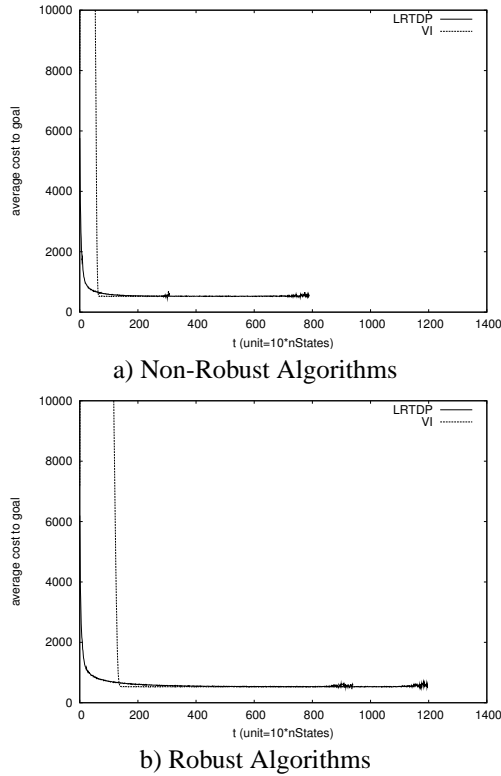 10000
8000
6000
4000
2000
0
average cost to goal
LRTDP
VI
0 200 400 600 800 1000 1200 1400
t (unit=10*nStates)
a) Non-Robust Algorithms
10000
8000
6000
4000
2000
0
average cost to goal
LRTDP
VI
0 200 400 600 800 1000 1200 1400
t (unit=10*nStates)
b) Robust Algorithms